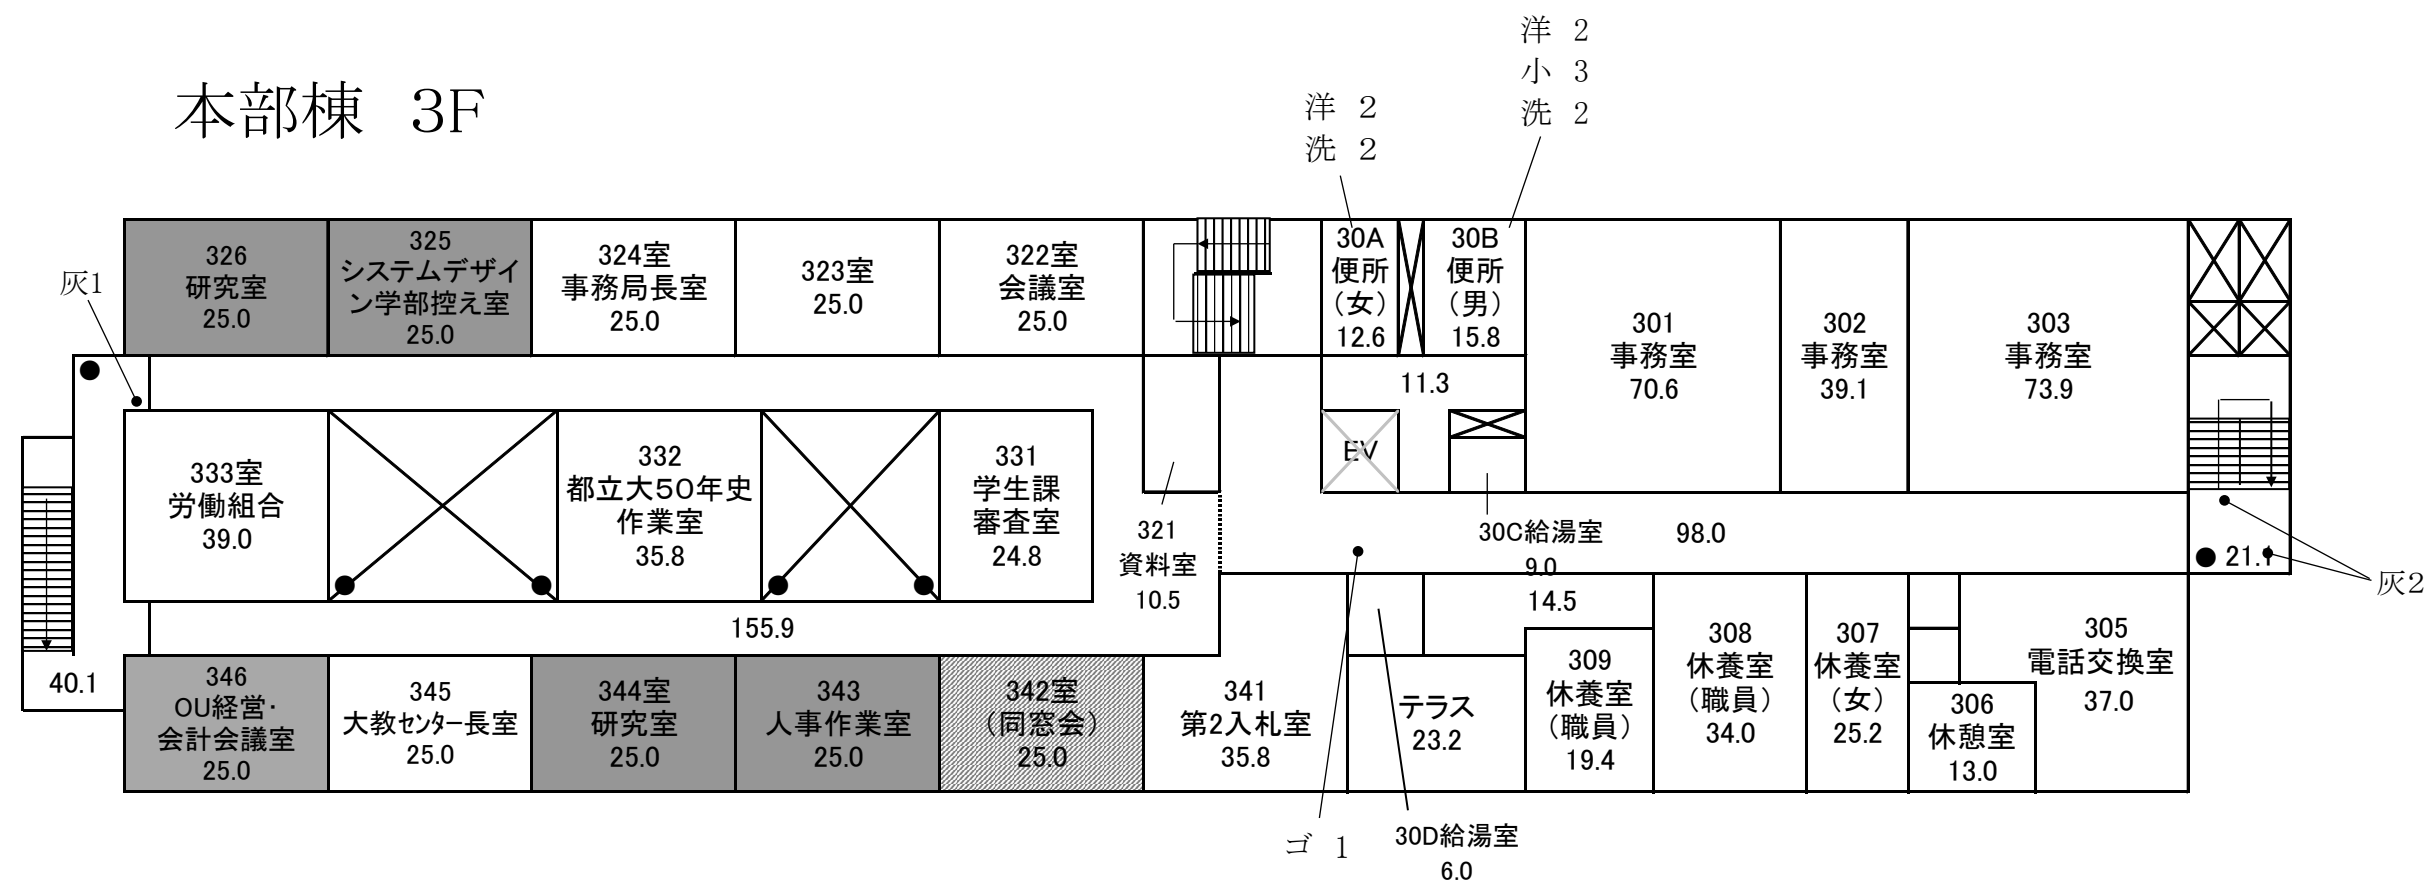 洋 2
小 3
洗 2
洋 2
洗 2
本部棟 3F
灰1
326
研究室
25.0
325
システムデザイ
ン学部控え室
25.0
324室
事務局長室
25.0
323室
25.0
322室
会議室
25.0
30A
便所
（女）
12.6
30B
便所
（男）
15.8
301
事務室
70.6
302
事務室
39.1
303
事務室
73.9
11.3
EV
333室
労働組合
39.0
332
都立大50年史
作業室
35.8
331
学生課
審査室
24.8
321
資料室
10.5
30C給湯室
9.0
98.0
21.1
灰2
14.5
155.9
40.1
346
OU経営･
会計会議室
25.0
345
大教ｾﾝﾀｰ長室
25.0
344室
研究室
25.0
343
人事作業室
25.0
342室
（同窓会）
25.0
341
第2入札室
35.8
テラス
23.2
309
休養室
（職員）
19.4
308
休養室
（職員）
34.0
307
休養室
（女）
25.2
306
休憩室
13.0
305
電話交換室
37.0
ゴ 1
30D給湯室
6.0